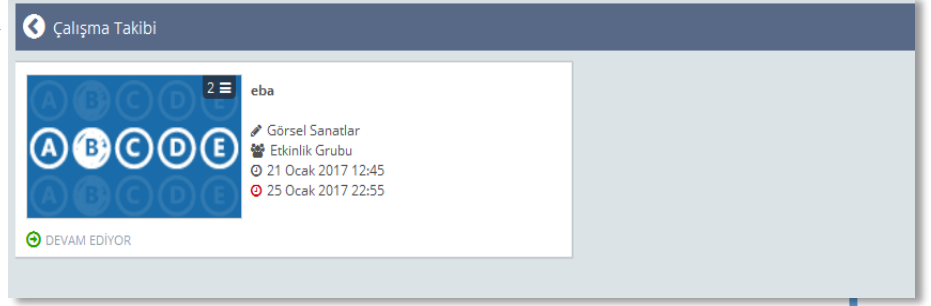 Çalışma Takibi
2
A B C D E
A B C D E
A B C D E
eba
Görsel Sanatlar
Etkinlik Grubu
21 Ocak 2017 12:45
25 Ocak 2017 22:55
DEVAM EDİYOR